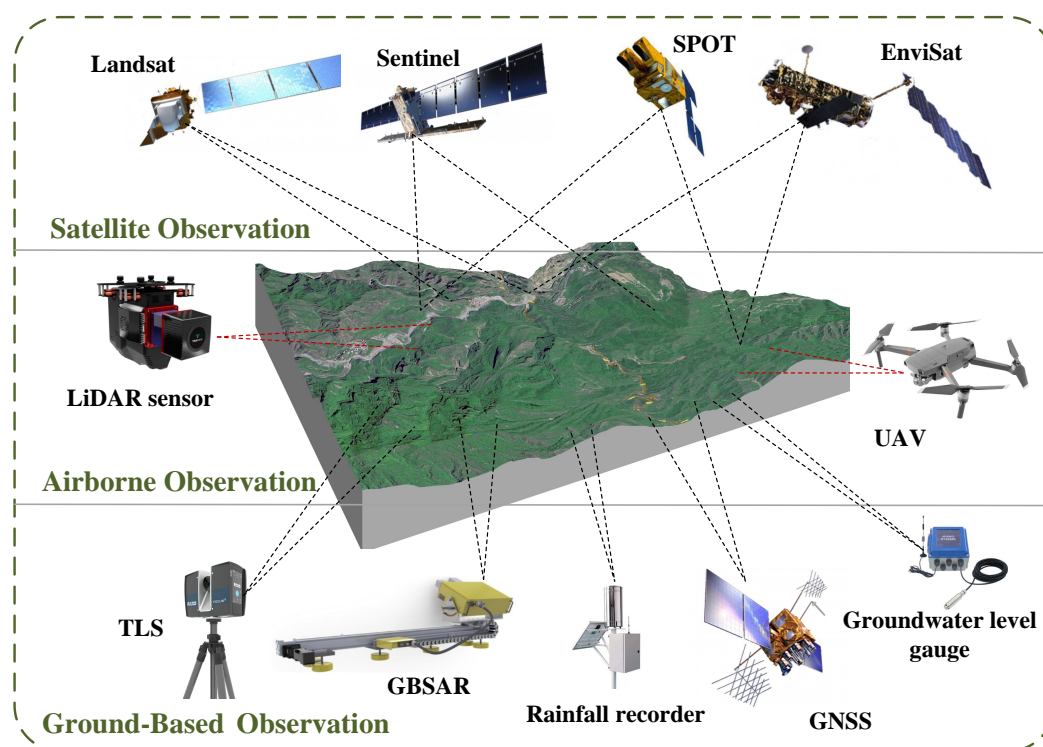 Landsat
Sentinel
SPOT
EnviSat
Satellite Observation
LiDAR sensor
UAV
Airborne Observation
TLS
GBSAR
Rainfall recorder
GNSS
Groundwater level
gauge
Ground-Based Observation